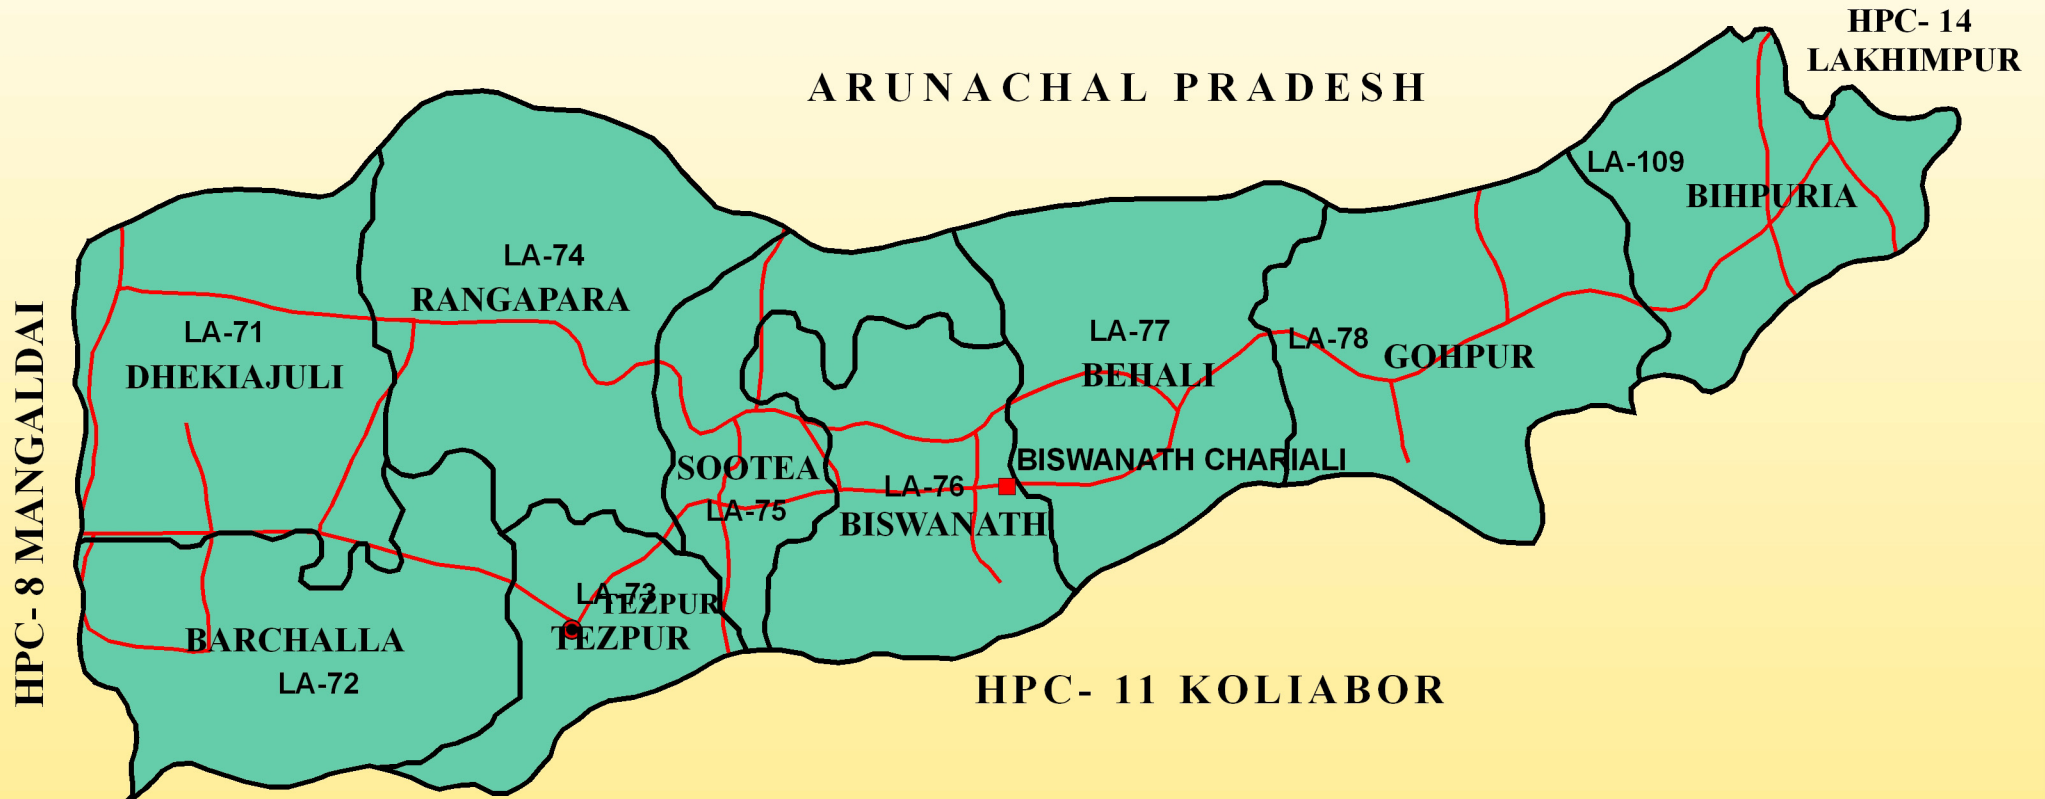 HPC- 14
LAKHIMPUR
ARUNACHAL PRADESH
LA-109
BIHPURIA
LA-74
RANGAPARA
LA-71
DHEKIAJULI
LA-77
BEHALI
LA-78
GOHPUR
HPC- 8 MANGALDAI
SOOTEA
LA-75
BISWANATH CHARIALI
LA-76
BISWANATH
LA-73
TEZPUR
TEZPUR
BARCHALLA
LA-72
HPC- 11 KOLIABOR